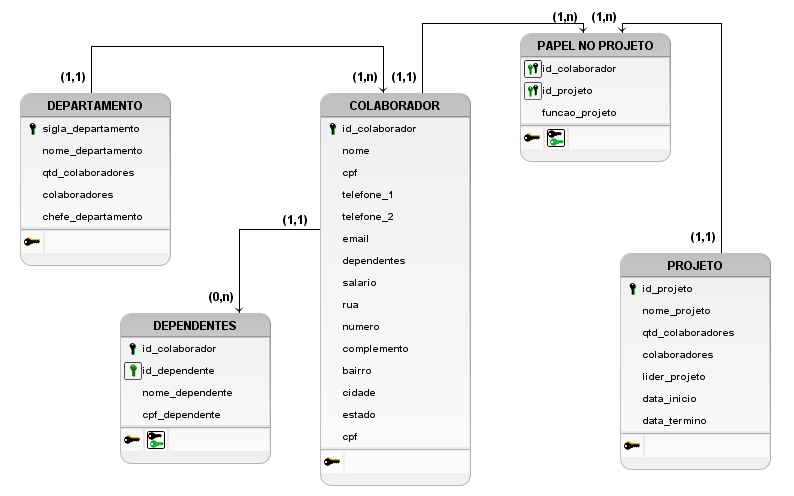 (1,n)
(1,n)
PAPEL NO PROJETO
id_colaborador
id_projeto
funcao_projeto
(1,1)
(1,n)
(1,1)
DEPARTAMENTO
sigla_departamento
nome_departamento
qtd_colaboradores
colaboradores
chefe_departamento
COLABORADOR
id_colaborador
nome
cpf
telefone_1
telefone_2
email
dependentes
salario
rua
numero
complemento
bairro
cidade
estado
cpf
(1,1)
(0,n)
DEPENDENTES
id_colaborador
id_dependente
nome_dependente
cpf_dependente
(1,1)
PROJETO
id_projeto
nome_projeto
qtd_colaboradores
colaboradores
lider_projeto
data_inicio
data_termino